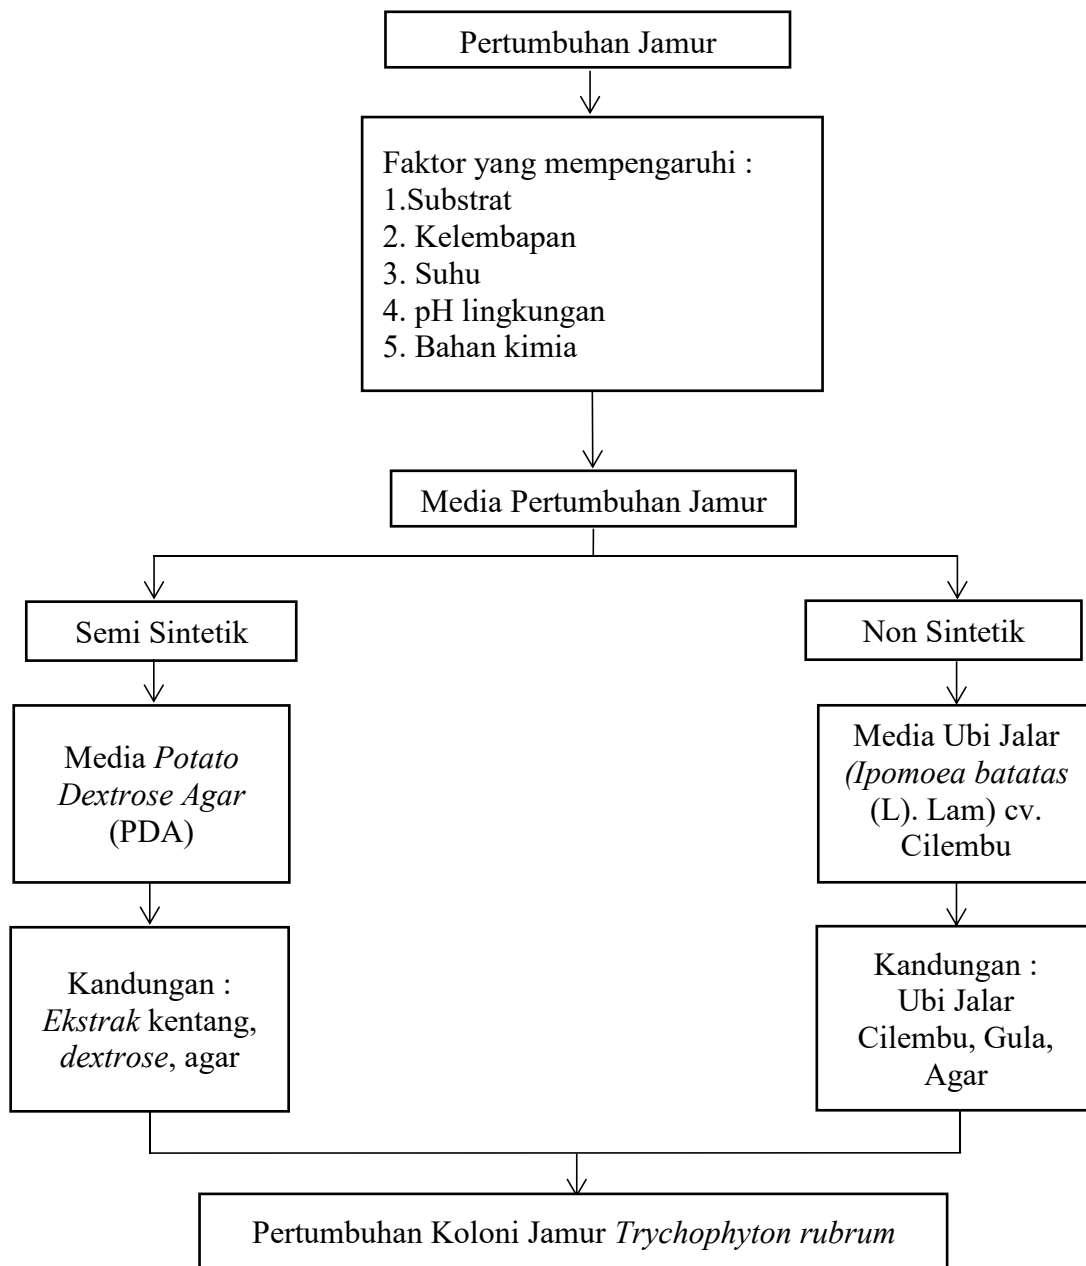 Pertumbuhan Jamur
Faktor yang mempengaruhi :
1.Substrat
2. Kelembapan
3. Suhu
4. pH lingkungan
5. Bahan kimia
Media Pertumbuhan Jamur
Semi Sintetik
Non Sintetik
Media Potato
Dextrose Agar
(PDA)
Media Ubi Jalar
(Ipomoea batatas
(L). Lam) cv.
Cilembu
Kandungan :
Ekstrak kentang,
dextrose, agar
Kandungan :
Ubi Jalar
Cilembu, Gula,
Agar
Pertumbuhan Koloni Jamur Trychophyton rubrum